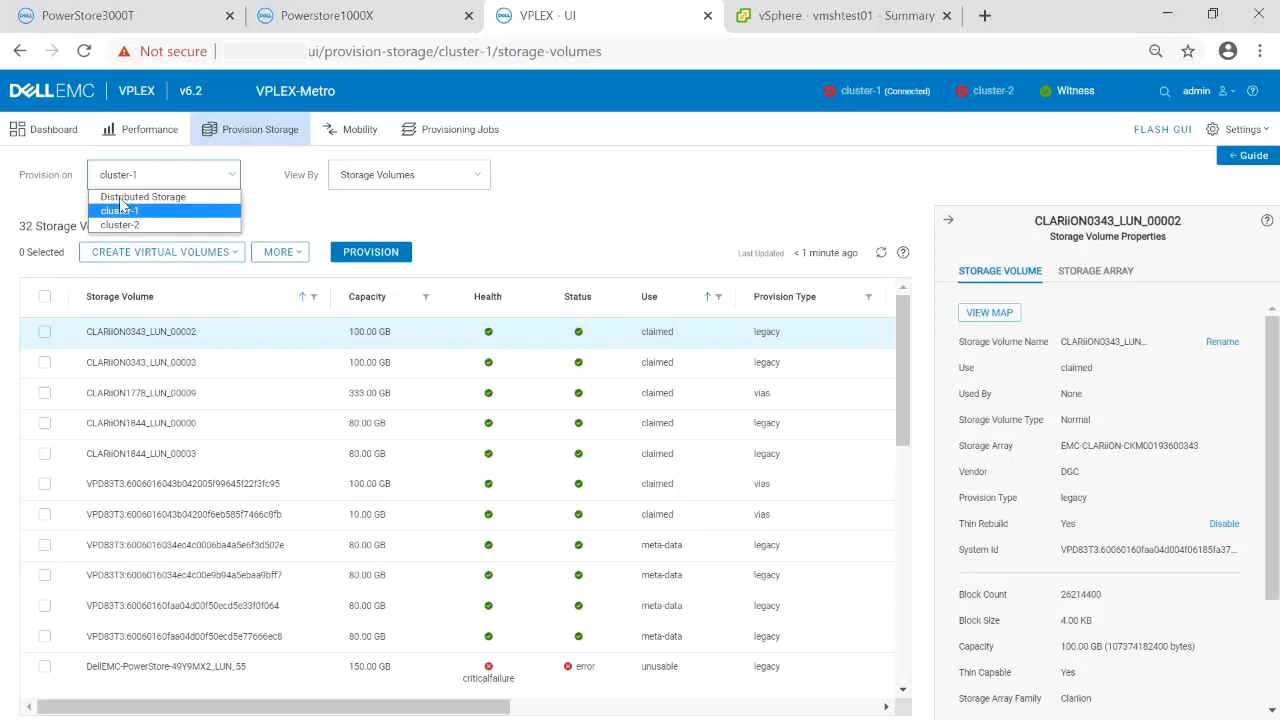 PowerStore3000T
Powerstore1000X
VPLEX - UI
vSphere - vmshtest01 - Summary
Not secure
ui/provision-storage/cluster-1/storage-volumes
DELLEMC VPLEX v6.2 VPLEX-Metro cluster-1 (Connected) cluster-2 Witness admin
Dashboard Performance Provision Storage Mobility Provisioning Jobs FLASH GUI Settings
Guide
Provision on cluster-1 View By Storage Volumes
Distributed Storage
cluster-1
cluster-2
32 Storage V
0 Selected CREATE VIRTUAL VOLUMES MORE PROVISION Last Updated < 1 minute ago
Storage Volume Capacity Health Status Use Provision Type
CLARiiON0343_LUN_00002 100.00 GB claimed legacy
CLARiiON0343_LUN_00003 100.00 GB claimed legacy
CLARiiON1778_LUN_00009 333.00 GB claimed vias
CLARiiON1844_LUN_00000 80.00 GB claimed legacy
CLARiiON1844_LUN_00003 80.00 GB claimed legacy
VPD83T3:6006016043b042005f99645f22f3fc95 100.00 GB claimed vias
VPD83T3:6006016043b04200f6eb585f7466c8fb 10.00 GB claimed vias
VPD83T3:6006016034ec4c0006ba4a5e6f3d502e 80.00 GB meta-data legacy
VPD83T3:6006016034ec4c00e9b94a5ebaa9bff7 80.00 GB meta-data legacy
VPD83T3:60060160faa04d00f50ecd5e33f0f064 80.00 GB meta-data legacy
VPD83T3:60060160faa04d00f50ecd5e77666ec8 80.00 GB meta-data legacy
DellEMC-PowerStore-49Y9MX2_LUN_55 150.00 GB criticalfailure error unusable legacy
CLARiiON0343_LUN_00002
Storage Volume Properties
STORAGE VOLUME STORAGE ARRAY
VIEW MAP
Storage Volume Name CLARiiON0343_LUN... Rename
Use claimed
Used By None
Storage Volume Type Normal
Storage Array EMC-CLARiiON-CKM00193600343
Vendor DGC
Provision Type legacy
Thin Rebuild Yes Disable
System Id VPD83T3:60060160faa04d004f06185fa37...
Block Count 26214400
Block Size 4.00 KB
Capacity 100.00 GB (107374182400 bytes)
Thin Capable Yes
Storage Array Family Clariion